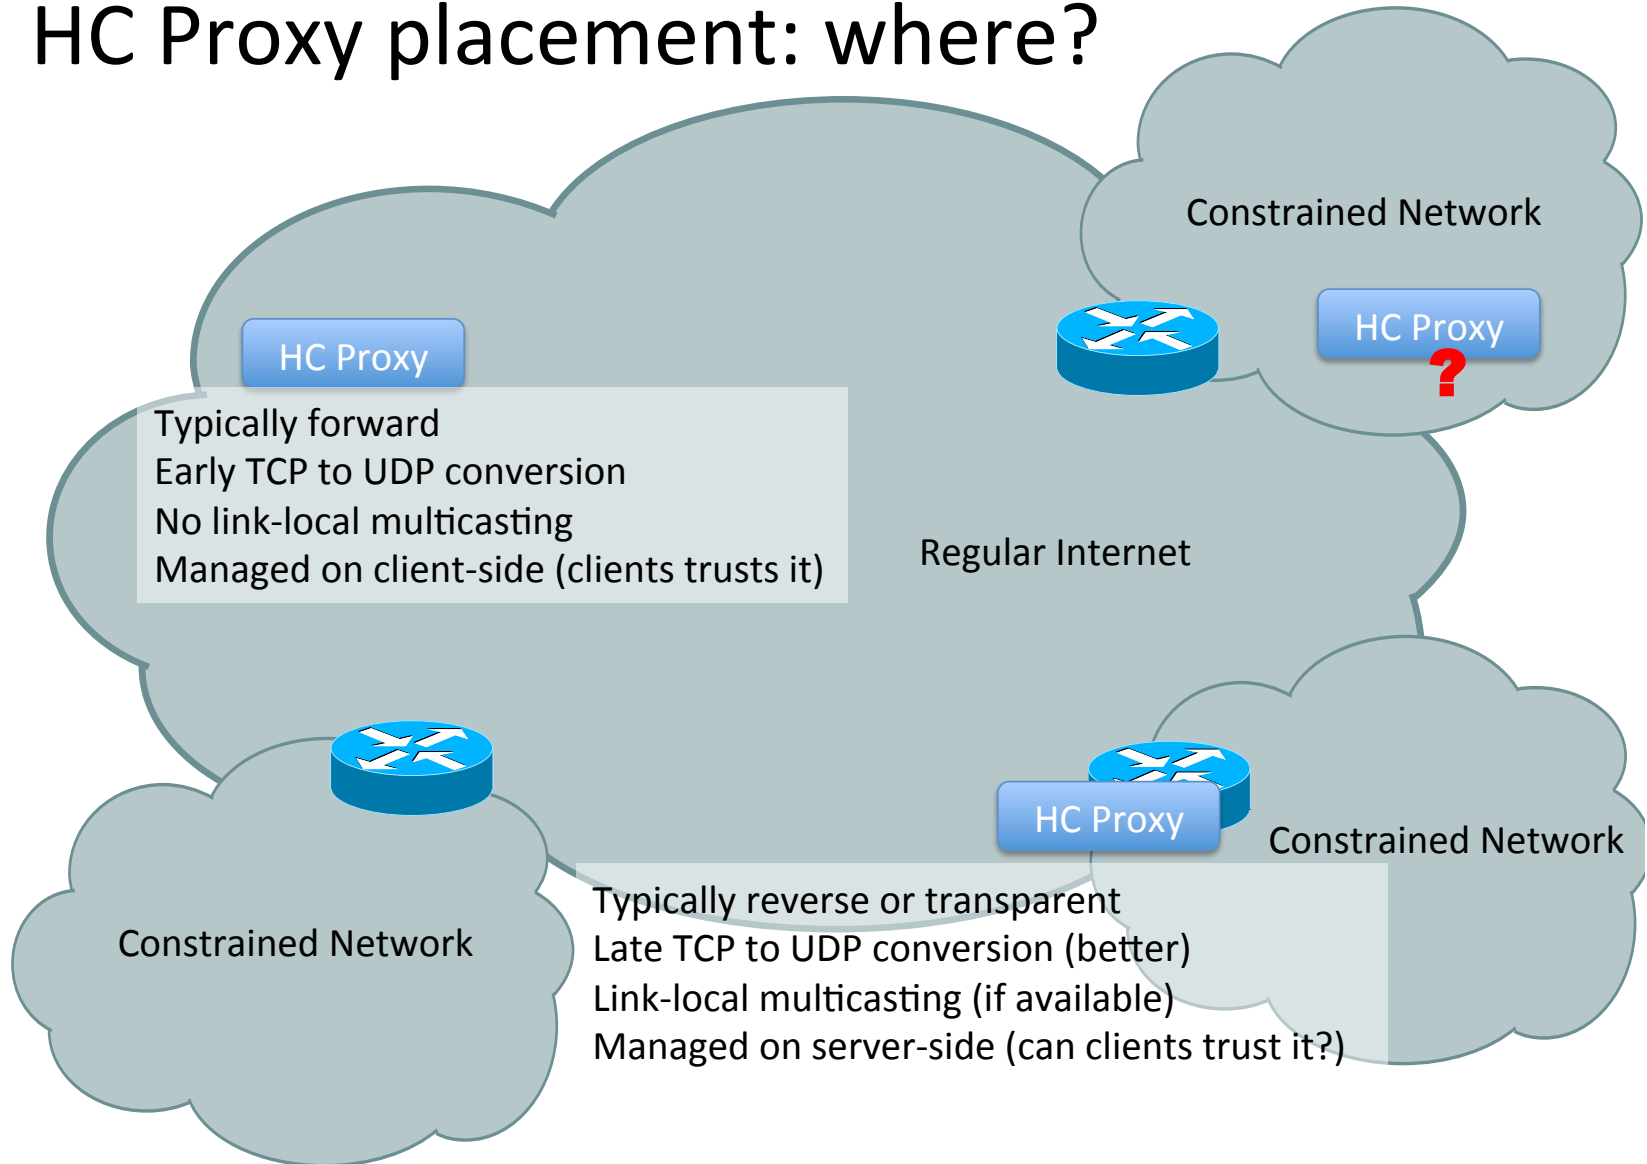 HC Proxy placement: where?
Constrained Network
HC Proxy
?
HC Proxy
Typically forward
Early TCP to UDP conversion
No link-local multicasting
Managed on client-side (clients trusts it)
Regular Internet
HC Proxy
Constrained Network
Typically reverse or transparent
Late TCP to UDP conversion (better)
Link-local multicasting (if available)
Managed on server-side (can clients trust it?)
Constrained Network